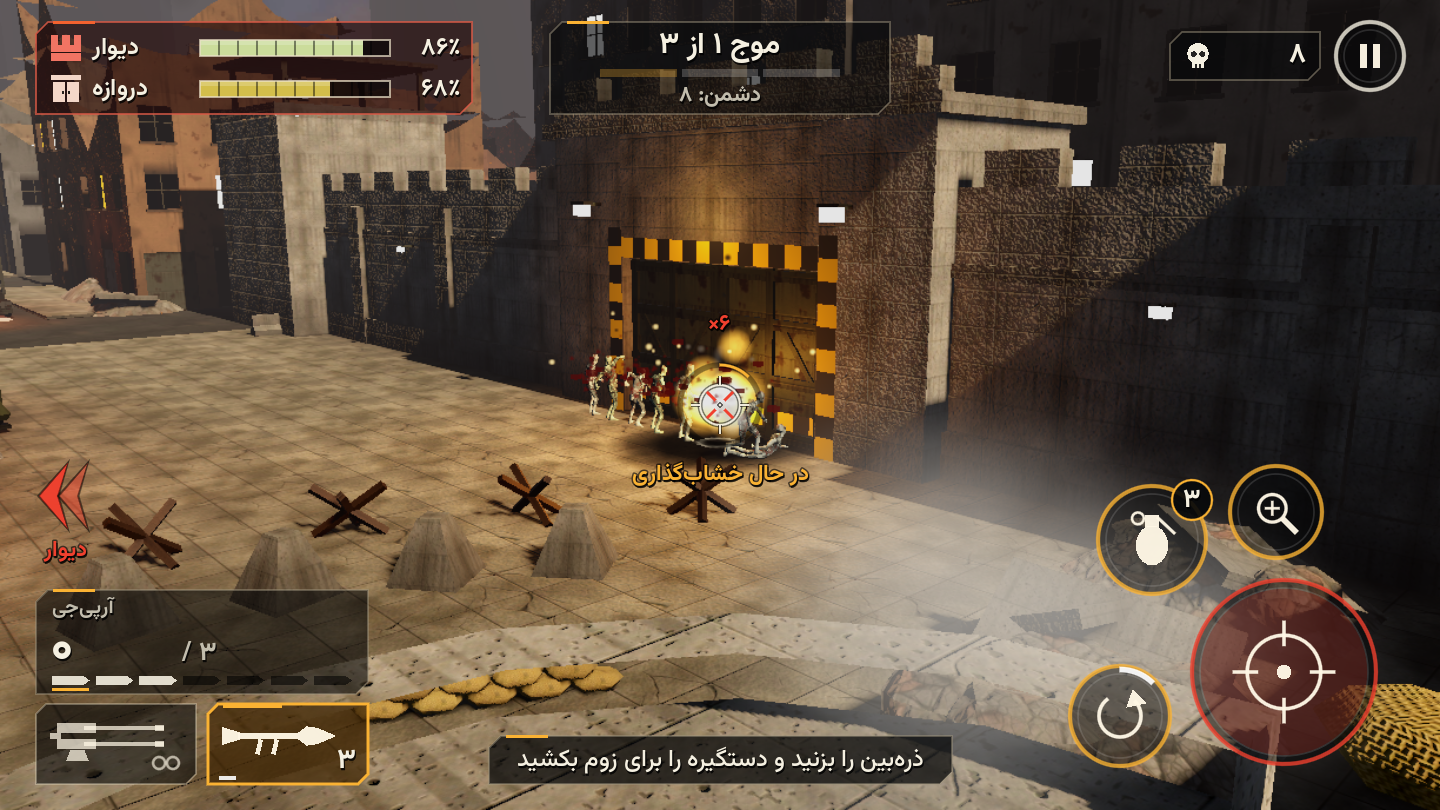 دیوار ۸۶٪
دروازه ۶۸٪
موج ۱ از ۳
دشمن: ۸
۸
×۶
در حال خشاب‌گذاری
دیوار
۳
آرپی‌جی
۰ / ۳
∞
۳
ذره‌بین را بزنید و دستگیره را برای زوم بکشید